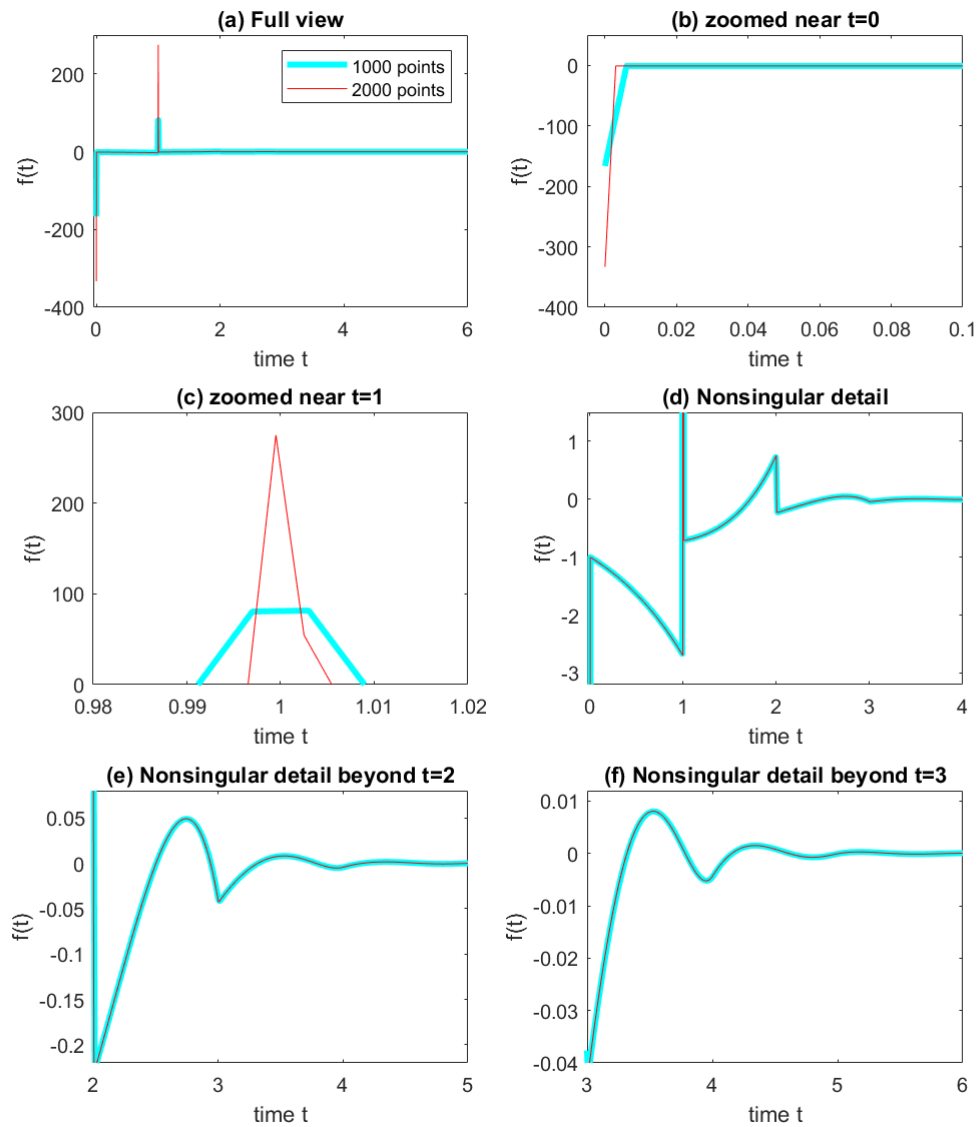 (a) Full view
200
0
-200
-400
f(t)
0
2
4
6
time t
1000 points
2000 points
(b) zoomed near t=0
0
-100
-200
-300
-400
f(t)
0
0.02
0.04
0.06
0.08
0.1
time t
(c) zoomed near t=1
300
200
100
0
f(t)
0.98
0.99
1
1.01
1.02
time t
(d) Nonsingular detail
1
0
-1
-2
-3
f(t)
0
1
2
3
4
time t
(e) Nonsingular detail beyond t=2
0.05
0
-0.05
-0.1
-0.15
-0.2
f(t)
2
3
4
5
time t
(f) Nonsingular detail beyond t=3
0.01
0
-0.01
-0.02
-0.03
-0.04
f(t)
3
4
5
6
time t